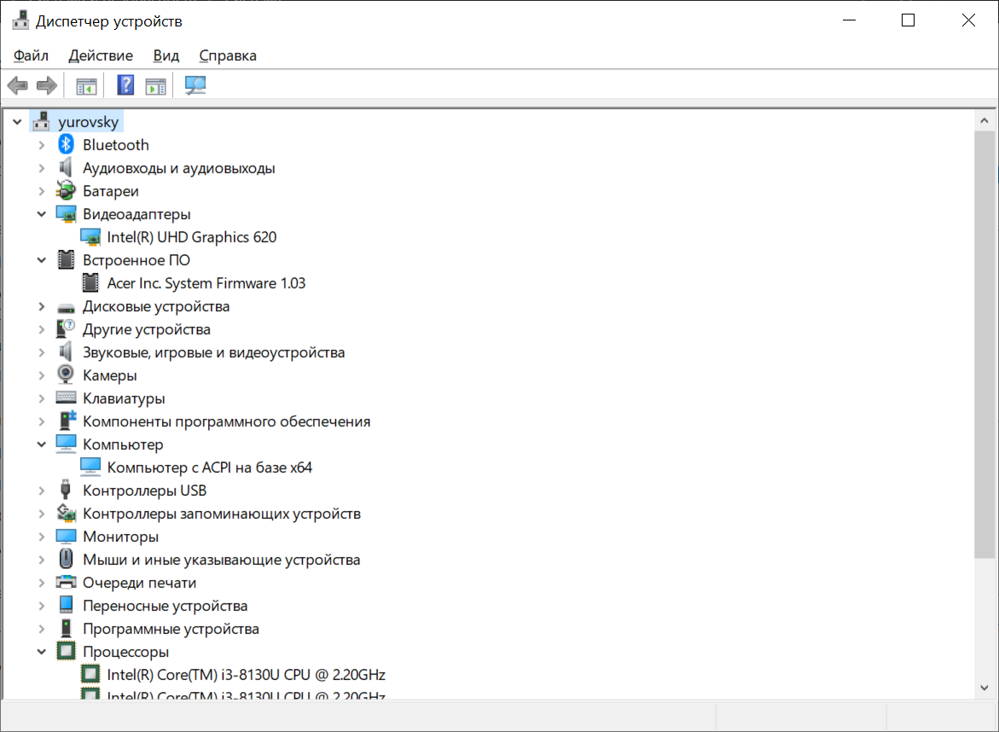 Диспетчер устройств
Файл Действие Вид Справка
yurovsky
Bluetooth
Аудиовходы и аудиовыходы
Батареи
Видеоадаптеры
Intel(R) UHD Graphics 620
Встроенное ПО
Acer Inc. System Firmware 1.03
Дисковые устройства
Другие устройства
Звуковые, игровые и видеоустройства
Камеры
Клавиатуры
Компоненты программного обеспечения
Компьютер
Компьютер с ACPI на базе x64
Контроллеры USB
Контроллеры запоминающих устройств
Мониторы
Мыши и иные указывающие устройства
Очереди печати
Переносные устройства
Программные устройства
Процессоры
Intel(R) Core(TM) i3-8130U CPU @ 2.20GHz
Intel(R) Core(TM) i3-8130U CPU @ 2.20GHz